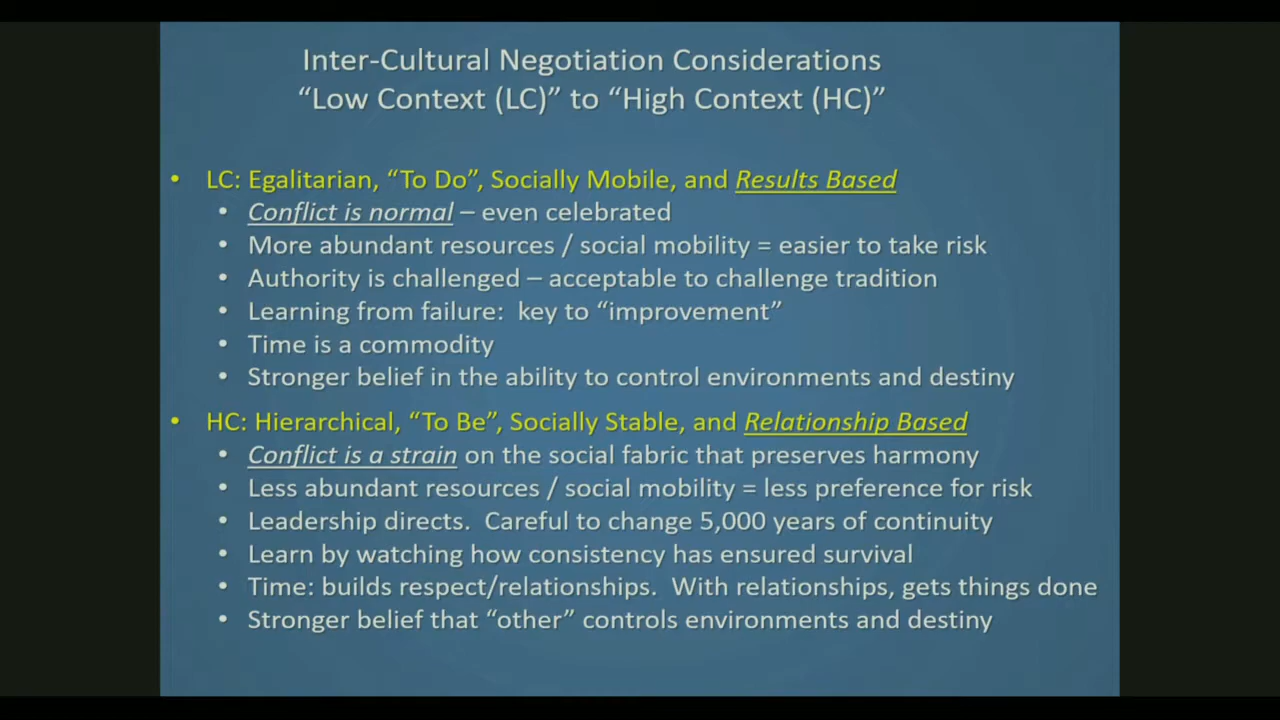 Inter-Cultural Negotiation Considerations
“Low Context (LC)” to “High Context (HC)”
• LC: Egalitarian, “To Do”, Socially Mobile, and Results Based
• Conflict is normal – even celebrated
• More abundant resources / social mobility = easier to take risk
• Authority is challenged – acceptable to challenge tradition
• Learning from failure:  key to “improvement”
• Time is a commodity
• Stronger belief in the ability to control environments and destiny
• HC: Hierarchical, “To Be”, Socially Stable, and Relationship Based
• Conflict is a strain on the social fabric that preserves harmony
• Less abundant resources / social mobility = less preference for risk
• Leadership directs.  Careful to change 5,000 years of continuity
• Learn by watching how consistency has ensured survival
• Time: builds respect/relationships.  With relationships, gets things done
• Stronger belief that “other” controls environments and destiny